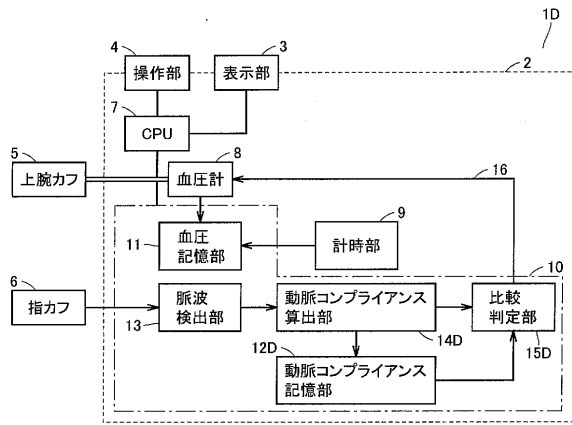 1D
4
3
2
操作部
表示部
7
CPU
5
8
16
上腕カフ
血圧計
9
11
血圧
記憶部
計時部
10
6
指カフ
脈波
検出部
動脈コンプライアンス
算出部
比較
判定部
13
14D
15D
12D
動脈コンプライアンス
記憶部